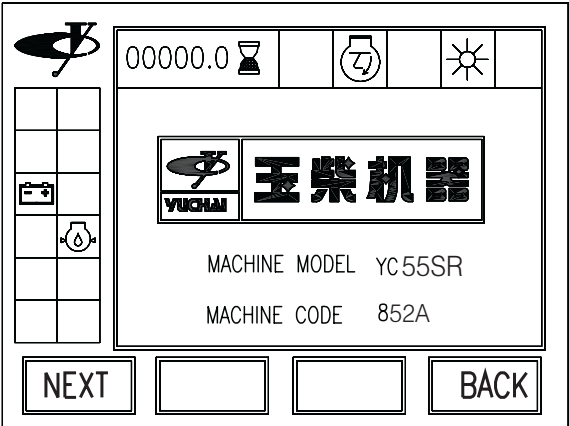 00000.0
YUCHAI
玉柴机器
MACHINE MODEL YC55SR
MACHINE CODE 852A
NEXT
BACK